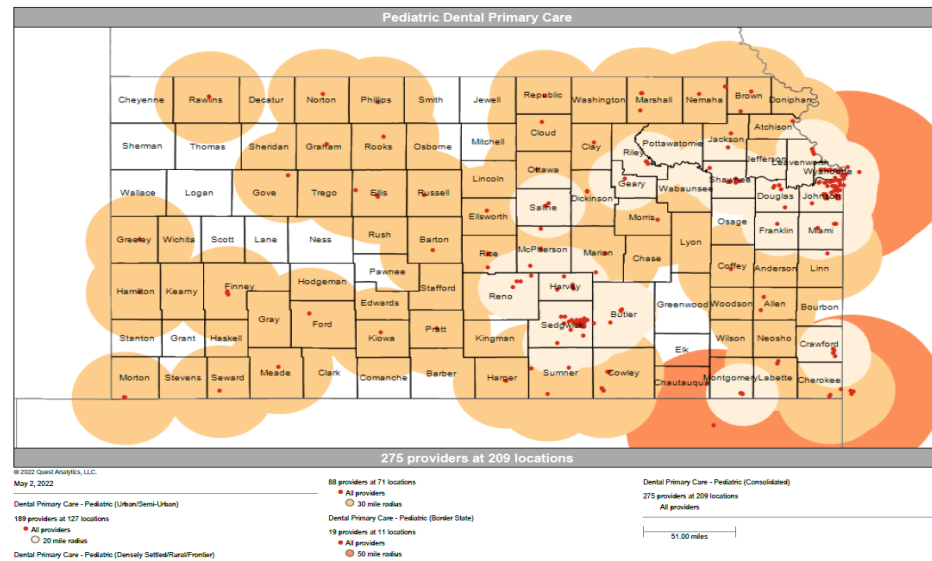 Pediatric Dental Primary Care
Cheyenne Rawlins Decatur Norton Phillips Smith Jewell Republic Washington Marshall Nemaha Brown Doniphan
Sherman Thomas Sheridan Graham Rooks Osborne Mitchell Cloud Clay Riley Pottawatomie Jackson Atchison
Jefferson Leavenworth
Wallace Logan Gove Trego Ellis Russell Lincoln Ottawa Dickinson Geary Wabaunsee Shawnee Douglas Johnson Wyandotte
Saline
Greeley Wichita Scott Lane Ness Rush Barton Ellsworth Morris Osage Franklin Miami
Rice McPherson Marion Chase Lyon Coffey Anderson Linn
Hamilton Kearny Finney Hodgeman Pawnee Stafford Reno Harvey
Gray Ford Edwards Sedgwick Butler Greenwood Woodson Allen Bourbon
Stanton Grant Haskell Kiowa Pratt Kingman Elk Wilson Neosho Crawford
Morton Stevens Seward Meade Clark Comanche Barber Harper Sumner Cowley Chautauqua Montgomery Labette Cherokee
275 providers at 209 locations
© 2022 Quest Analytics, LLC.
May 2, 2022
Dental Primary Care - Pediatric (Urban/Semi-Urban)
189 providers at 127 locations
All providers
20 mile radius
Dental Primary Care - Pediatric (Densely Settled/Rural/Frontier)
88 providers at 71 locations
All providers
30 mile radius
Dental Primary Care - Pediatric (Border State)
19 providers at 11 locations
All providers
50 mile radius
Dental Primary Care - Pediatric (Consolidated)
275 providers at 209 locations
All providers
51.00 miles